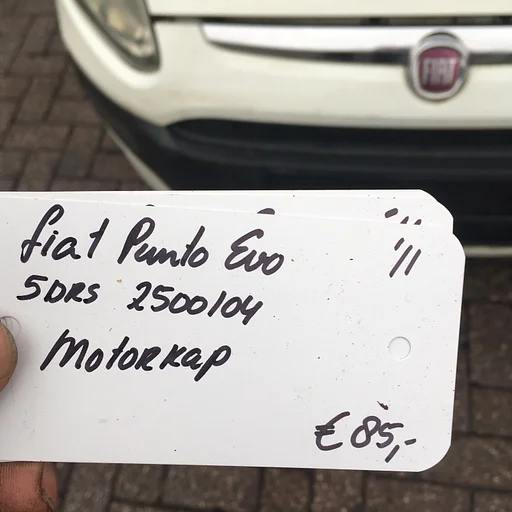 FIAT
fiat Punto Evo '11
5DRS 2500104
Motorkap
€ 85,-